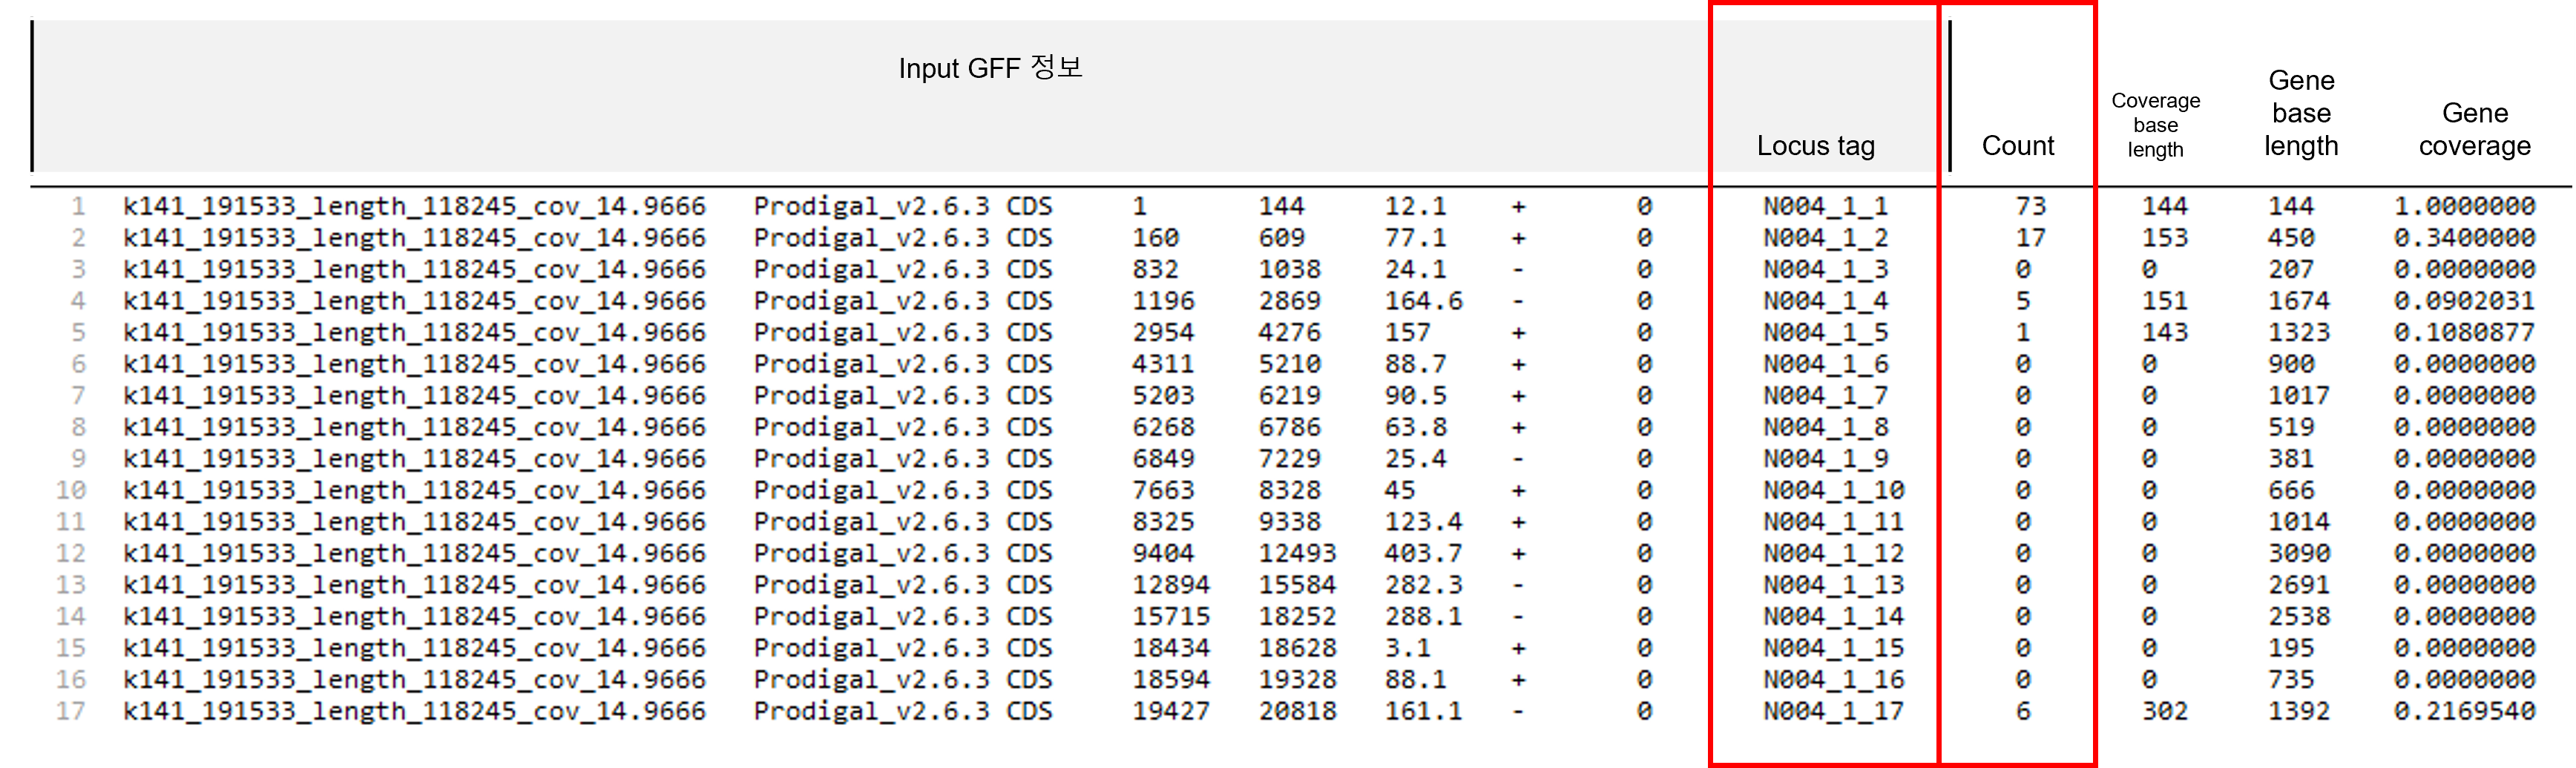 Input GFF 정보
Locus tag
Count
Coverage
base
length
Gene
base
length
Gene
coverage
1 k141_191533_length_118245_cov_14.9666 Prodigal_v2.6.3 CDS 1 144 12.1 + 0 N004_1_1 73 144 144 1.0000000
2 k141_191533_length_118245_cov_14.9666 Prodigal_v2.6.3 CDS 160 609 77.1 + 0 N004_1_2 17 153 450 0.3400000
3 k141_191533_length_118245_cov_14.9666 Prodigal_v2.6.3 CDS 832 1038 24.1 - 0 N004_1_3 0 0 207 0.0000000
4 k141_191533_length_118245_cov_14.9666 Prodigal_v2.6.3 CDS 1196 2869 164.6 - 0 N004_1_4 5 151 1674 0.0902031
5 k141_191533_length_118245_cov_14.9666 Prodigal_v2.6.3 CDS 2954 4276 157 + 0 N004_1_5 1 143 1323 0.1080877
6 k141_191533_length_118245_cov_14.9666 Prodigal_v2.6.3 CDS 4311 5210 88.7 + 0 N004_1_6 0 0 900 0.0000000
7 k141_191533_length_118245_cov_14.9666 Prodigal_v2.6.3 CDS 5203 6219 90.5 + 0 N004_1_7 0 0 1017 0.0000000
8 k141_191533_length_118245_cov_14.9666 Prodigal_v2.6.3 CDS 6268 6786 63.8 + 0 N004_1_8 0 0 519 0.0000000
9 k141_191533_length_118245_cov_14.9666 Prodigal_v2.6.3 CDS 6849 7229 25.4 - 0 N004_1_9 0 0 381 0.0000000
10 k141_191533_length_118245_cov_14.9666 Prodigal_v2.6.3 CDS 7663 8328 45 + 0 N004_1_10 0 0 666 0.0000000
11 k141_191533_length_118245_cov_14.9666 Prodigal_v2.6.3 CDS 8325 9338 123.4 + 0 N004_1_11 0 0 1014 0.0000000
12 k141_191533_length_118245_cov_14.9666 Prodigal_v2.6.3 CDS 9404 12493 403.7 + 0 N004_1_12 0 0 3090 0.0000000
13 k141_191533_length_118245_cov_14.9666 Prodigal_v2.6.3 CDS 12894 15584 282.3 - 0 N004_1_13 0 0 2691 0.0000000
14 k141_191533_length_118245_cov_14.9666 Prodigal_v2.6.3 CDS 15715 18252 288.1 - 0 N004_1_14 0 0 2538 0.0000000
15 k141_191533_length_118245_cov_14.9666 Prodigal_v2.6.3 CDS 18434 18628 3.1 + 0 N004_1_15 0 0 195 0.0000000
16 k141_191533_length_118245_cov_14.9666 Prodigal_v2.6.3 CDS 18594 19328 88.1 + 0 N004_1_16 0 0 735 0.0000000
17 k141_191533_length_118245_cov_14.9666 Prodigal_v2.6.3 CDS 19427 20818 161.1 - 0 N004_1_17 6 302 1392 0.2169540